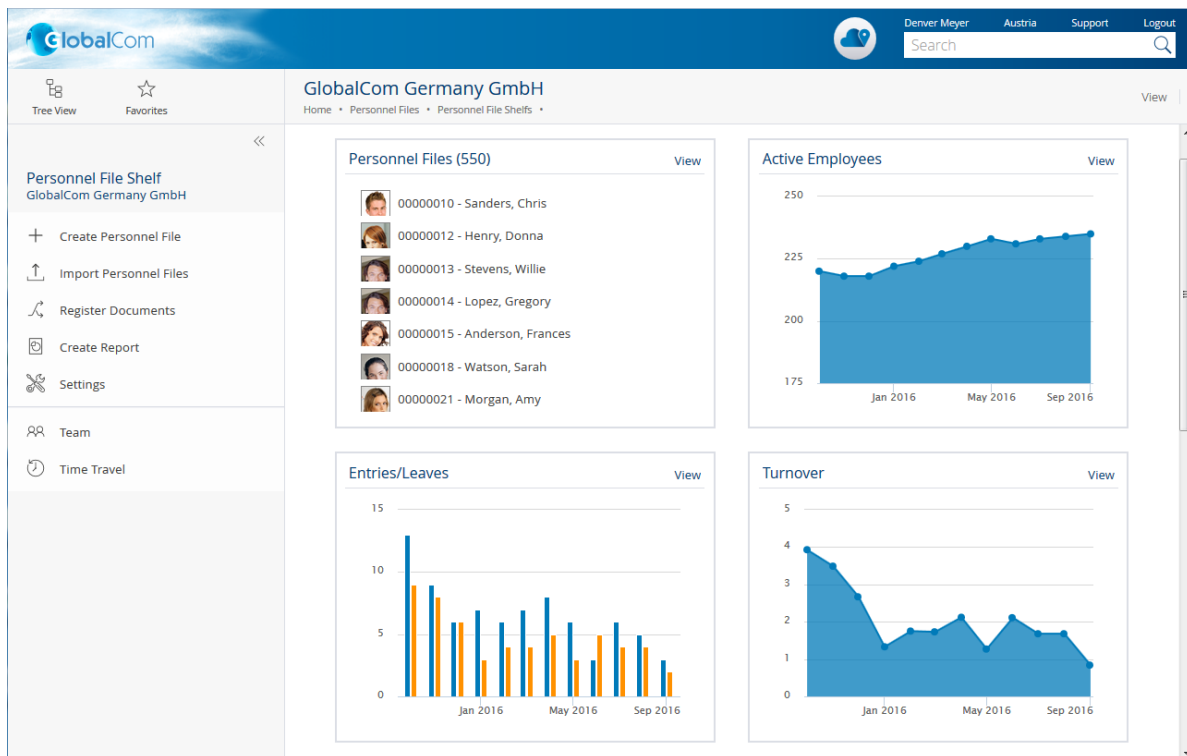 GlobalCom
Denver Meyer Austria Support Logout
Search
Tree View Favorites
GlobalCom Germany GmbH
Home • Personnel Files • Personnel File Shelfs •
View
Personnel File Shelf
GlobalCom Germany GmbH
Create Personnel File
Import Personnel Files
Register Documents
Create Report
Settings
Team
Time Travel
Personnel Files (550) View
00000010 - Sanders, Chris
00000012 - Henry, Donna
00000013 - Stevens, Willie
00000014 - Lopez, Gregory
00000015 - Anderson, Frances
00000018 - Watson, Sarah
00000021 - Morgan, Amy
Active Employees View
250
225
200
175
Jan 2016 May 2016 Sep 2016
Entries/Leaves View
15
10
5
0
Jan 2016 May 2016 Sep 2016
Turnover View
5
4
3
2
1
0
Jan 2016 May 2016 Sep 2016